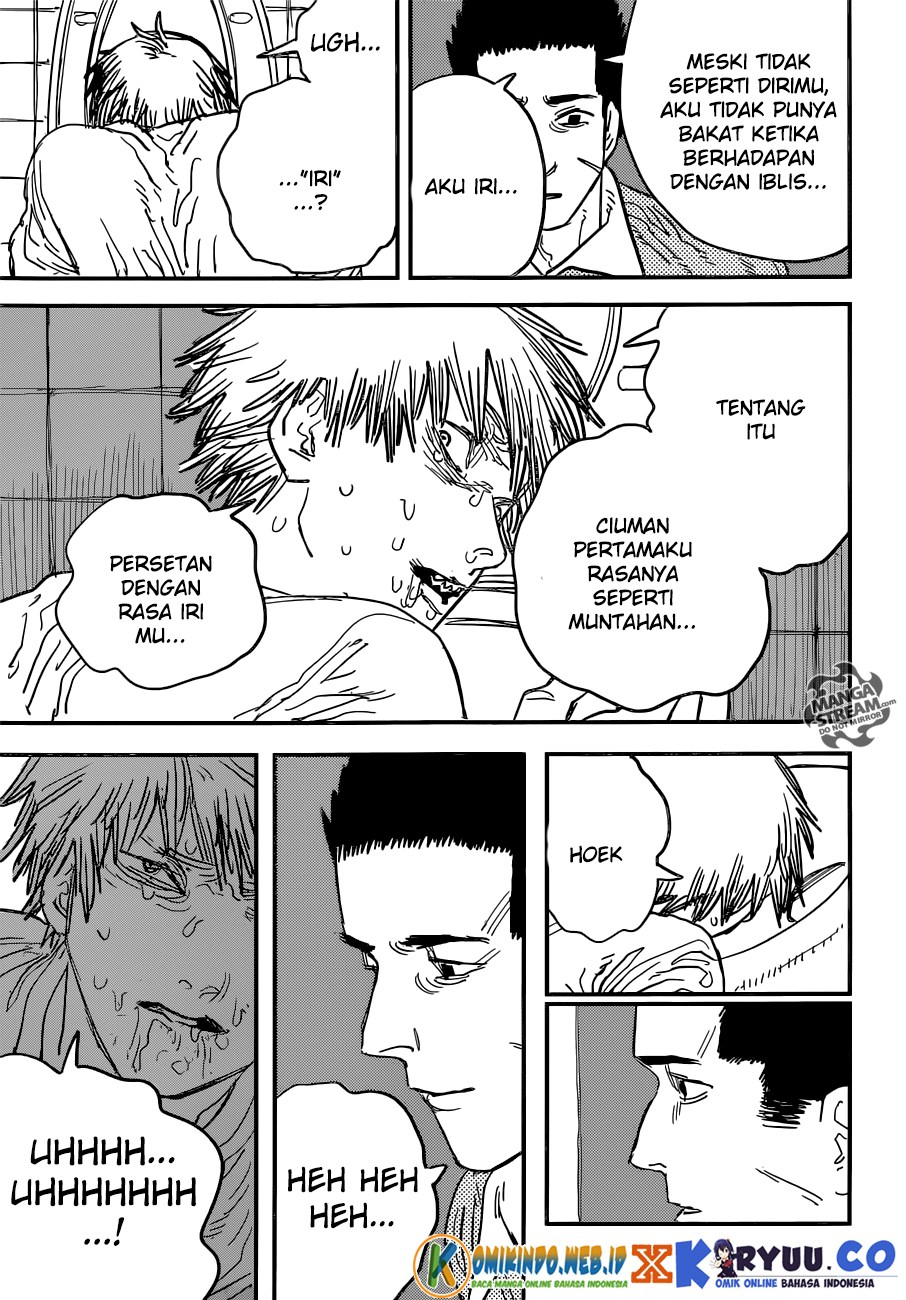 MESKI TIDAK
SEPERTI DIRIMU,
AKU TIDAK PUNYA
BAKAT KETIKA
BERHADAPAN
DENGAN IBLIS...
AKU IRI...
UGH...
..."IRI"
...?
TENTANG
ITU
CIUMAN
PERTAMAKU
RASANYA
SEPERTI
MUNTAHAN...
PERSETAN
DENGAN
RASA IRI
MU...
MANGA
STREAM.com
DO NOT MIRROR
HOEK
HEH HEH
HEH...
UHHHH...
UHHHHHHH
...!
KOMIKINDO.WEB.ID
BACA MANGA ONLINE BAHASA INDONESIA
X
KIRYUU.CO
OMIK ONLINE BAHASA INDONESIA